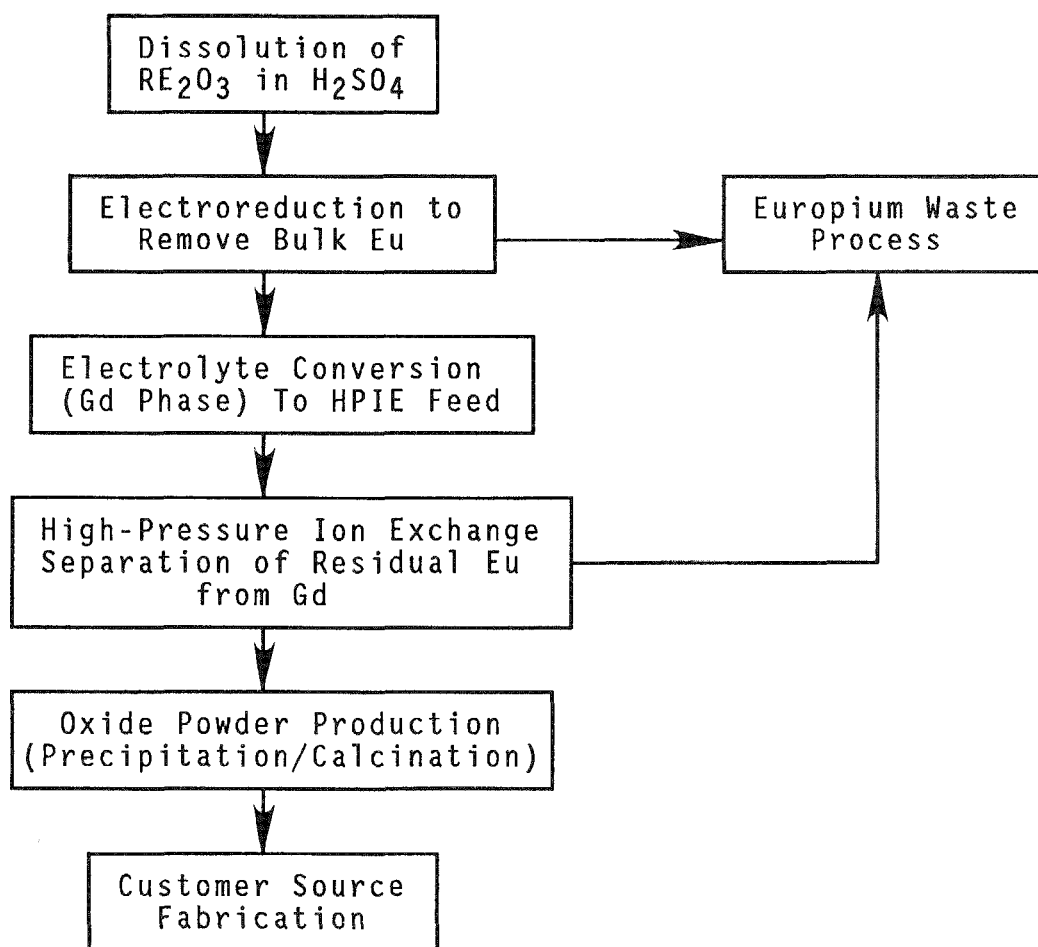 Dissolution of
RE2O3 in H2SO4
Electroreduction to
Remove Bulk Eu
Europium Waste
Process
Electrolyte Conversion
(Gd Phase) To HPIE Feed
High-Pressure Ion Exchange
Separation of Residual Eu
from Gd
Oxide Powder Production
(Precipitation/Calcination)
Customer Source
Fabrication